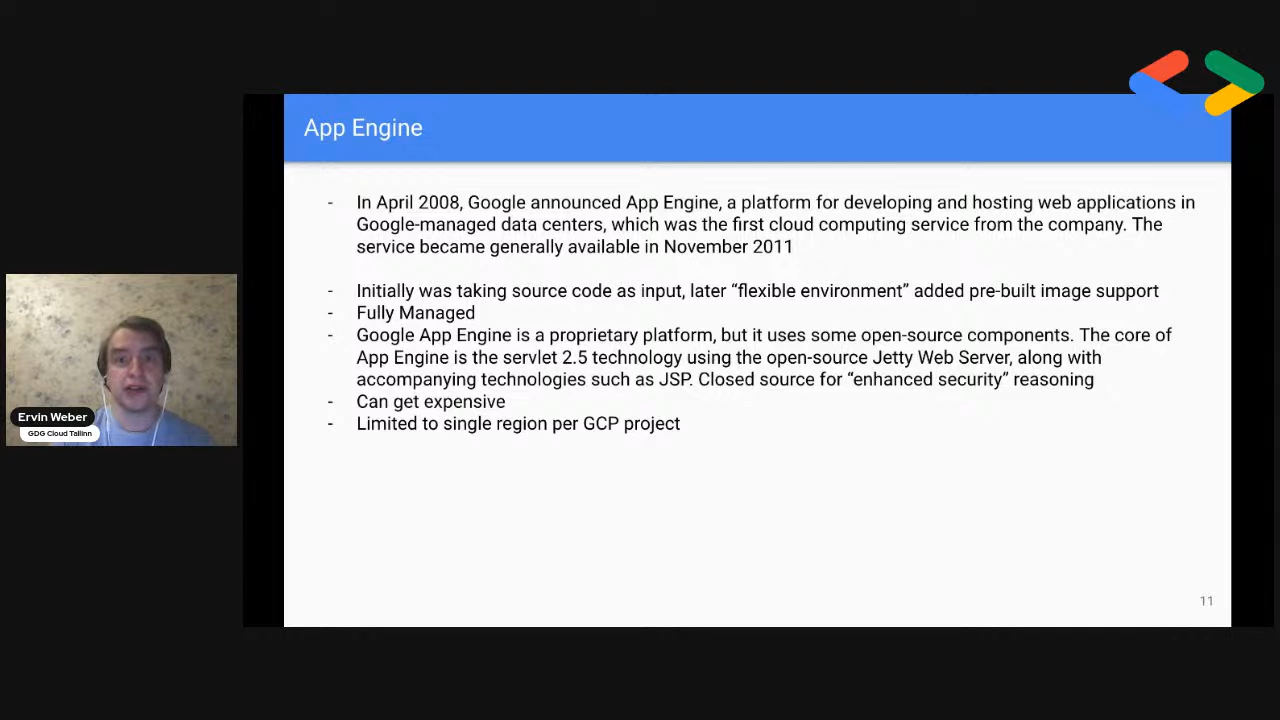 App Engine
- In April 2008, Google announced App Engine, a platform for developing and hosting web applications in
Google-managed data centers, which was the first cloud computing service from the company. The
service became generally available in November 2011
- Initially was taking source code as input, later “flexible environment” added pre-built image support
- Fully Managed
- Google App Engine is a proprietary platform, but it uses some open-source components. The core of
App Engine is the servlet 2.5 technology using the open-source Jetty Web Server, along with
accompanying technologies such as JSP. Closed source for “enhanced security” reasoning
- Can get expensive
- Limited to single region per GCP project
11
Ervin Weber
GDG Cloud Tallinn